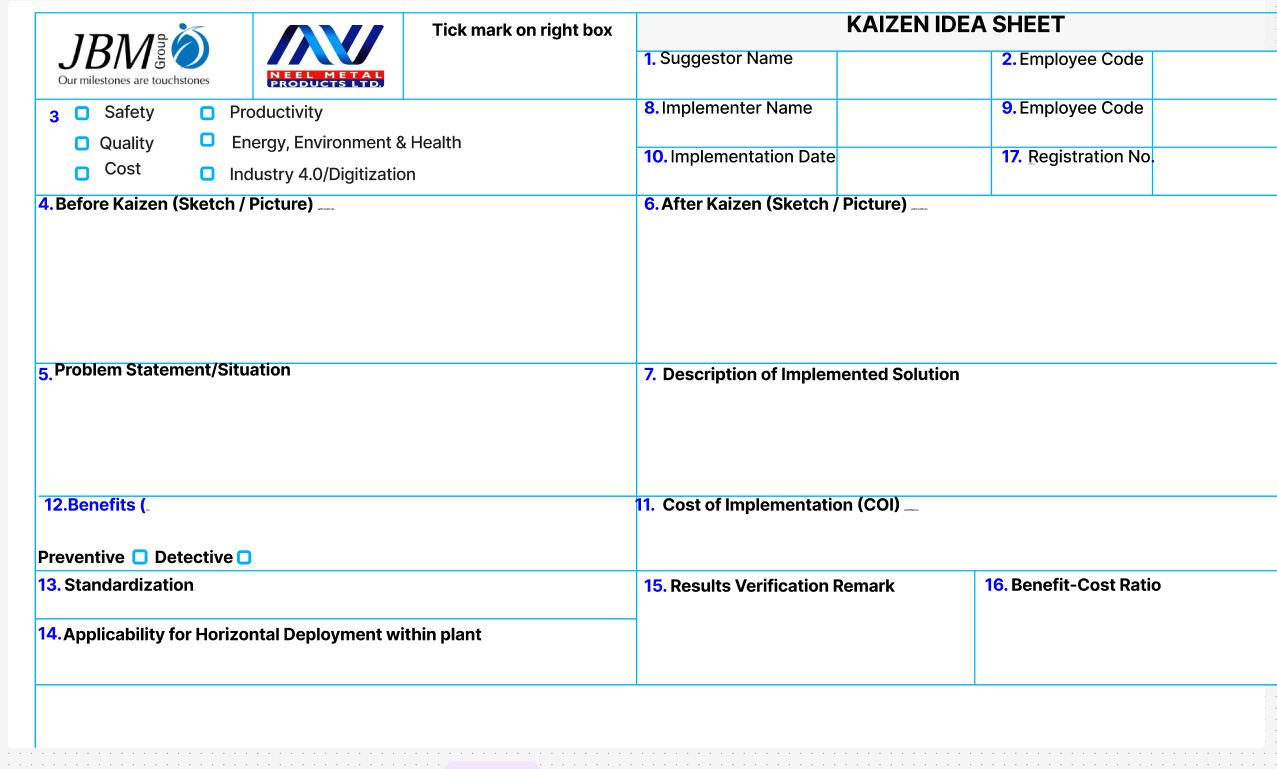 JBM Group
Our milestones are touchstones
NEEL METAL
PRODUCTS LTD.
Tick mark on right box
KAIZEN IDEA SHEET
1. Suggestor Name
2. Employee Code
3
Safety
Productivity
Quality
Energy, Environment & Health
Cost
Industry 4.0/Digitization
8. Implementer Name
9. Employee Code
10. Implementation Date
17. Registration No.
4. Before Kaizen (Sketch / Picture)
6. After Kaizen (Sketch / Picture)
5. Problem Statement/Situation
7. Description of Implemented Solution
12.Benefits (
Preventive
Detective
11. Cost of Implementation (COI)
13. Standardization
14. Applicability for Horizontal Deployment within plant
15. Results Verification Remark
16. Benefit-Cost Ratio